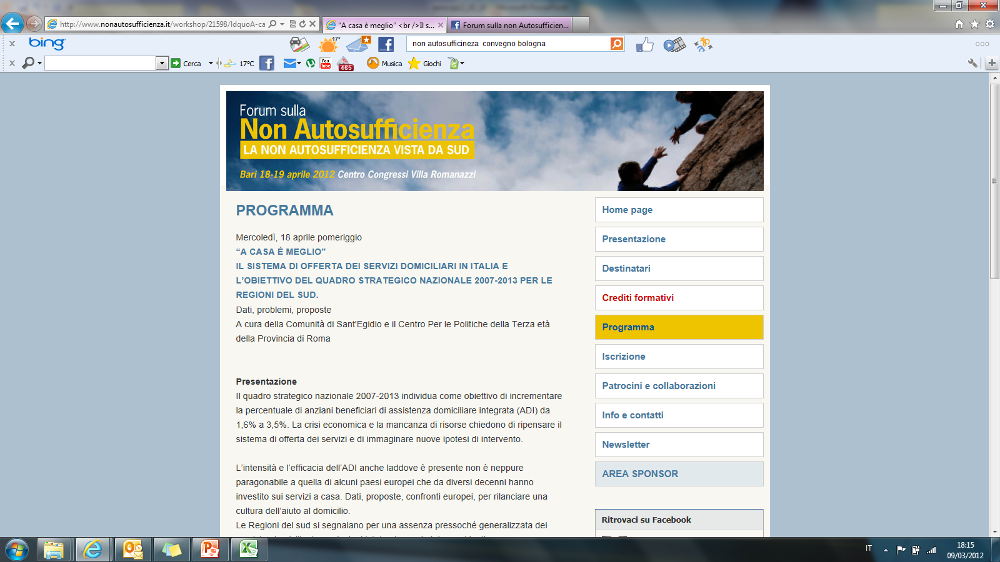 http://www.nonautosufficienza.it/workshop/21598/ldquoA-ca
"A casa è meglio" <br />Il s...
Forum sulla non Autosufficien...
bing
17°
non autosufficineza convegno bologna
Cerca
17°C
You
Tube
465
Musica
Giochi
Forum sulla
Non Autosufficienza
LA NON AUTOSUFFICIENZA VISTA DA SUD
Bari 18-19 aprile 2012 Centro Congressi Villa Romanazzi
PROGRAMMA
Mercoledì, 18 aprile pomeriggio
“A CASA È MEGLIO”
IL SISTEMA DI OFFERTA DEI SERVIZI DOMICILIARI IN ITALIA E
L’OBIETTIVO DEL QUADRO STRATEGICO NAZIONALE 2007-2013 PER LE
REGIONI DEL SUD.
Dati, problemi, proposte
A cura della Comunità di Sant'Egidio e il Centro Per le Politiche della Terza età
della Provincia di Roma
Presentazione
Il quadro strategico nazionale 2007-2013 individua come obiettivo di incrementare
la percentuale di anziani beneficiari di assistenza domiciliare integrata (ADI) da
1,6% a 3,5%. La crisi economica e la mancanza di risorse chiedono di ripensare il
sistema di offerta dei servizi e di immaginare nuove ipotesi di intervento.
L’intensità e l’efficacia dell’ADI anche laddove è presente non è neppure
paragonabile a quella di alcuni paesi europei che da diversi decenni hanno
investito sui servizi a casa. Dati, proposte, confronti europei, per rilanciare una
cultura dell’aiuto al domicilio.
Le Regioni del sud si segnalano per una assenza pressoché generalizzata dei
Home page
Presentazione
Destinatari
Crediti formativi
Programma
Iscrizione
Patrocini e collaborazioni
Info e contatti
Newsletter
AREA SPONSOR
Ritrovaci su Facebook
IT
18:15
09/03/2012